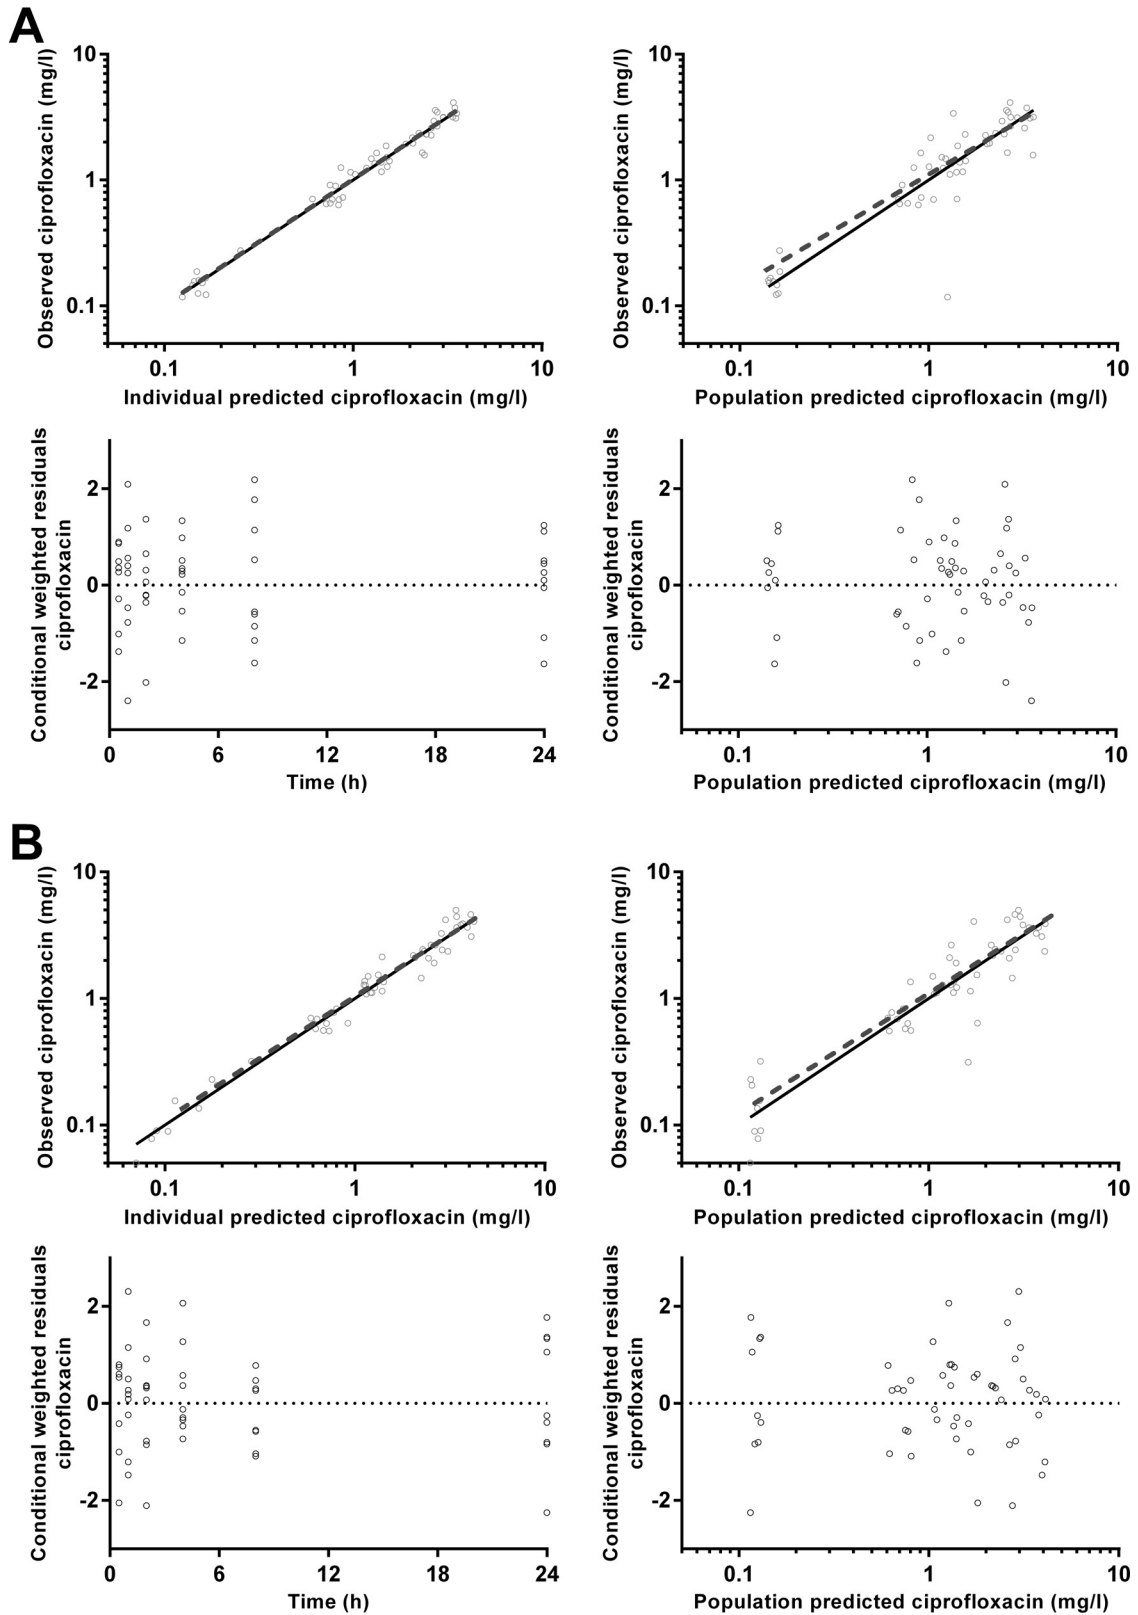 A
Observed ciprofloxacin (mg/l)
10
1
0.1
0.1
1
10
Individual predicted ciprofloxacin (mg/l)
Observed ciprofloxacin (mg/l)
10
1
0.1
0.1
1
10
Population predicted ciprofloxacin (mg/l)
Conditional weighted residuals
ciprofloxacin
2
0
-2
0
6
12
18
24
Time (h)
Conditional weighted residuals
ciprofloxacin
2
0
-2
0.1
1
10
Population predicted ciprofloxacin (mg/l)
B
Observed ciprofloxacin (mg/l)
10
1
0.1
0.1
1
10
Individual predicted ciprofloxacin (mg/l)
Observed ciprofloxacin (mg/l)
10
1
0.1
0.1
1
10
Population predicted ciprofloxacin (mg/l)
Conditional weighted residuals
ciprofloxacin
2
0
-2
0
6
12
18
24
Time (h)
Conditional weighted residuals
ciprofloxacin
2
0
-2
0.1
1
10
Population predicted ciprofloxacin (mg/l)